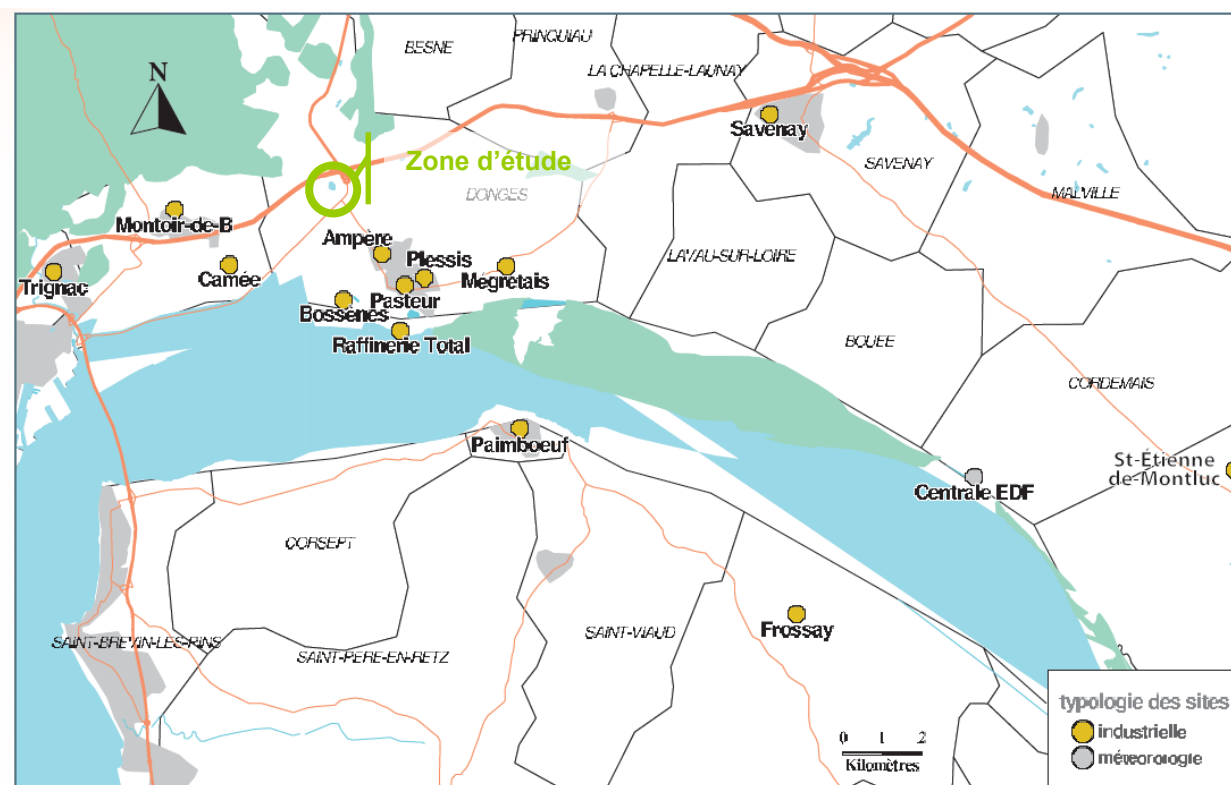 BESNE
PRINQUIAU
LA CHAPELLE-LAUNAY
N
Savenay
Zone d'étude
SAVENAY
DONGES
MALVILLE
Montoir-de-B
Ampère
LAVAU-SUR-LOIRE
Plessis
Trignac
Camée
Megretais
Pasteur
Bossènes
Raffinerie Total
BOUEE
CORDEMAIS
Paimboeuf
St-Étienne
de-Montluc
Centrale EDF
CORSEPT
SAINT-BREVIN-LES-PINS
SAINT-PERE-EN-RETZ
SAINT-VIAUD
Frossay
typologie des sites
industrielle
météorologie
0 1 2
Kilomètres